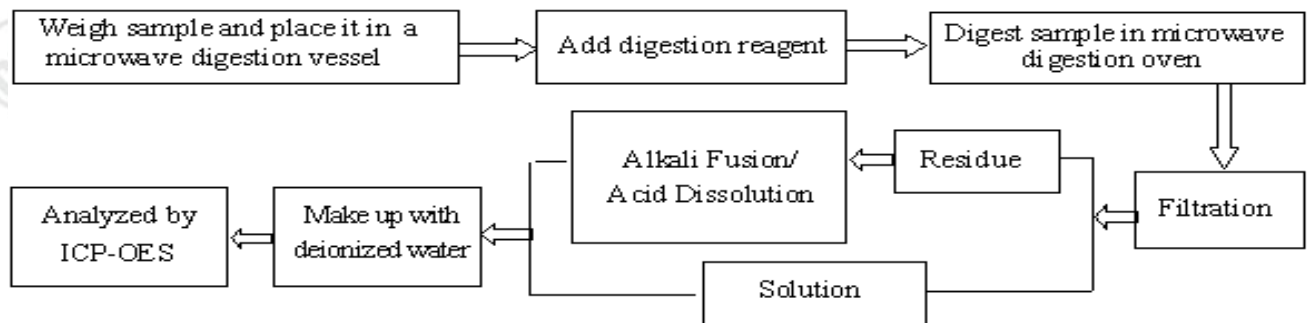 Weigh sample and place it in a
microwave digestion vessel
Add digestion reagent
Digest sample in microwave
digestion oven
Filtration
Residue
Alkali Fusion/
Acid Dissolution
Solution
Make up with
deionized water
Analyzed by
ICP-OES